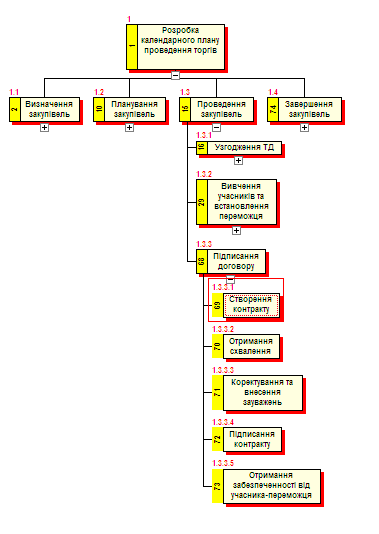 1
1
Розробка
календарного плану
проведення торгів
1.1
2
Визначення
закупівель
1.2
10
Планування
закупівель
1.3
15
Проведення
закупівель
1.4
74
Завершення
закупівель
1.3.1
16
Узгодження ТД
1.3.2
29
Вивчення
учасників та
встановлення
переможця
1.3.3
68
Підписання
договору
1.3.3.1
69
Створення
контракту
1.3.3.2
70
Отримання
схвалення
1.3.3.3
71
Коректування та
внесення
зауважень
1.3.3.4
72
Підписання
контракту
1.3.3.5
73
Отримання
забезпеченності від
учасника-переможця